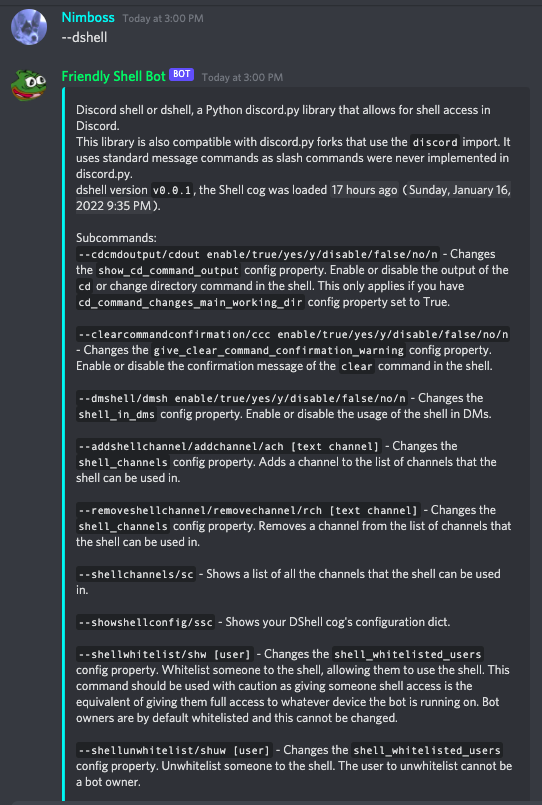 Nimboss Today at 3:00 PM
--dshell
Friendly Shell Bot BOT Today at 3:00 PM
Discord shell or dshell, a Python discord.py library that allows for shell access in
Discord.
This library is also compatible with discord.py forks that use the discord import. It
uses standard message commands as slash commands were never implemented in
discord.py.
dshell version v0.0.1, the Shell cog was loaded 17 hours ago (Sunday, January 16,
2022 9:35 PM).
Subcommands:
--cdcmdoutput/cdout enable/true/yes/y/disable/false/no/n - Changes
the show_cd_command_output config property. Enable or disable the output of the
cd or change directory command in the shell. This only applies if you have
cd_command_changes_main_working_dir config property set to True.
--clearcommandconfirmation/ccc enable/true/yes/y/disable/false/no/n
- Changes the give_clear_command_confirmation_warning config property.
Enable or disable the confirmation message of the clear command in the shell.
--dmshell/dmsh enable/true/yes/y/disable/false/no/n - Changes the
shell_in_dms config property. Enable or disable the usage of the shell in DMs.
--addshellchannel/addchannel/ach [text channel] - Changes the
shell_channels config property. Adds a channel to the list of channels that the
shell can be used in.
--removeshellchannel/removechannel/rch [text channel] - Changes the
shell_channels config property. Removes a channel from the list of channels that
the shell can be used in.
--shellchannels/sc - Shows a list of all the channels that the shell can be used
in.
--showshellconfig/ssc - Shows your DShell cog's configuration dict.
--shellwhitelist/shw [user] - Changes the shell_whitelisted_users
config property. Whitelist someone to the shell, allowing them to use the shell. This
command should be used with caution as giving someone shell access is the
equivalent of giving them full access to whatever device the bot is running on. Bot
owners are by default whitelisted and this cannot be changed.
--shellunwhitelist/shuw [user] - Changes the shell_whitelisted_users
config property. Unwhitelist someone to the shell. The user to unwhitelist cannot be
a bot owner.